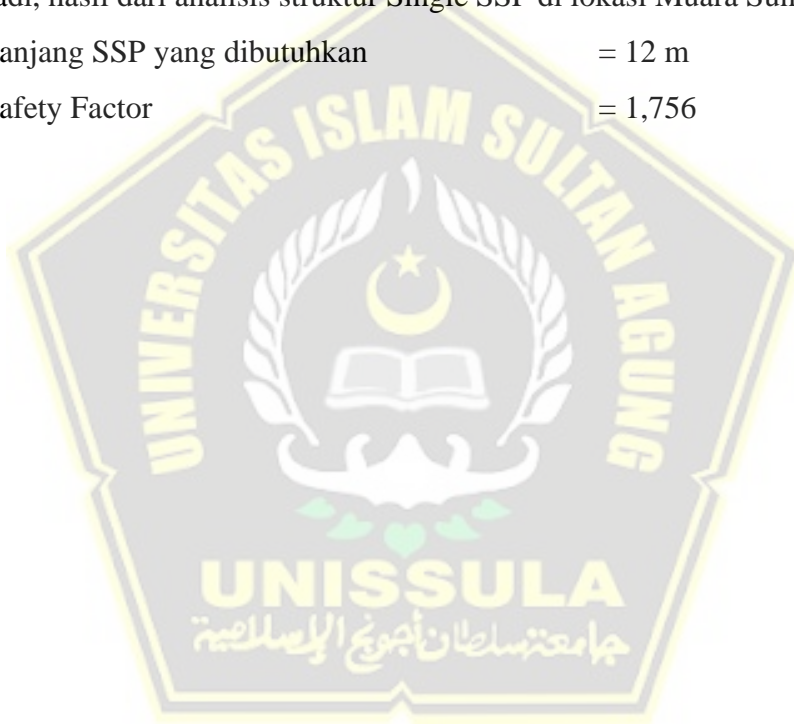 adi, hasil dari analisis struktur Single SSP di lokasi Muara Sun
anjang SSP yang dibutuhkan = 12 m
afety Factor = 1,756
UNIVERSITAS ISLAM SULTAN AGUNG
UNISSULA
جامعة سلطان أجونج الإسلامية